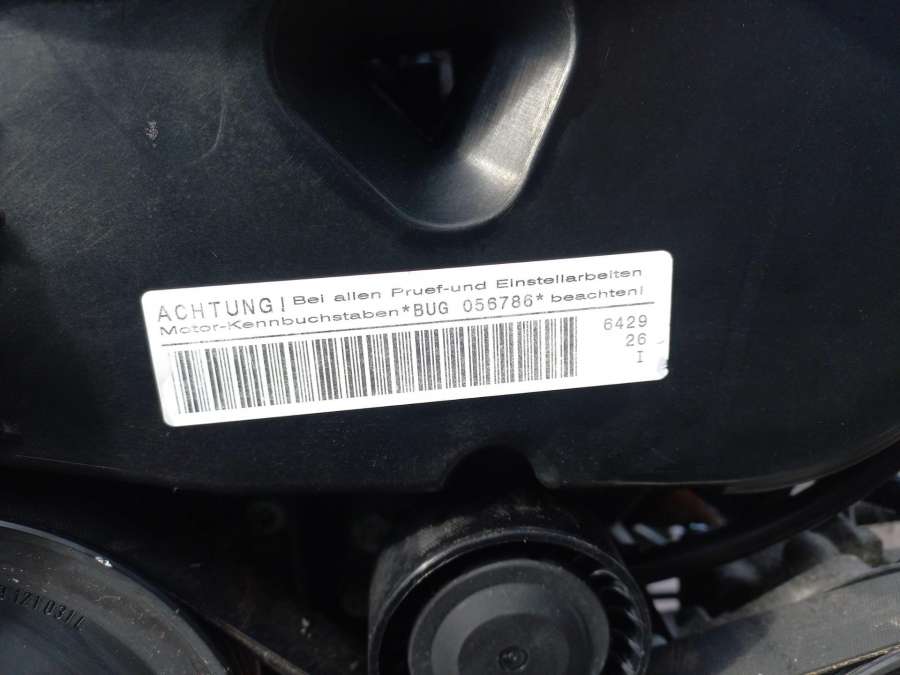 ACHTUNG! Bei allen Pruef-und Einstellarbeiten
Motor-Kennbuchstaben*BUG 056786* beachten!
6429
26
I